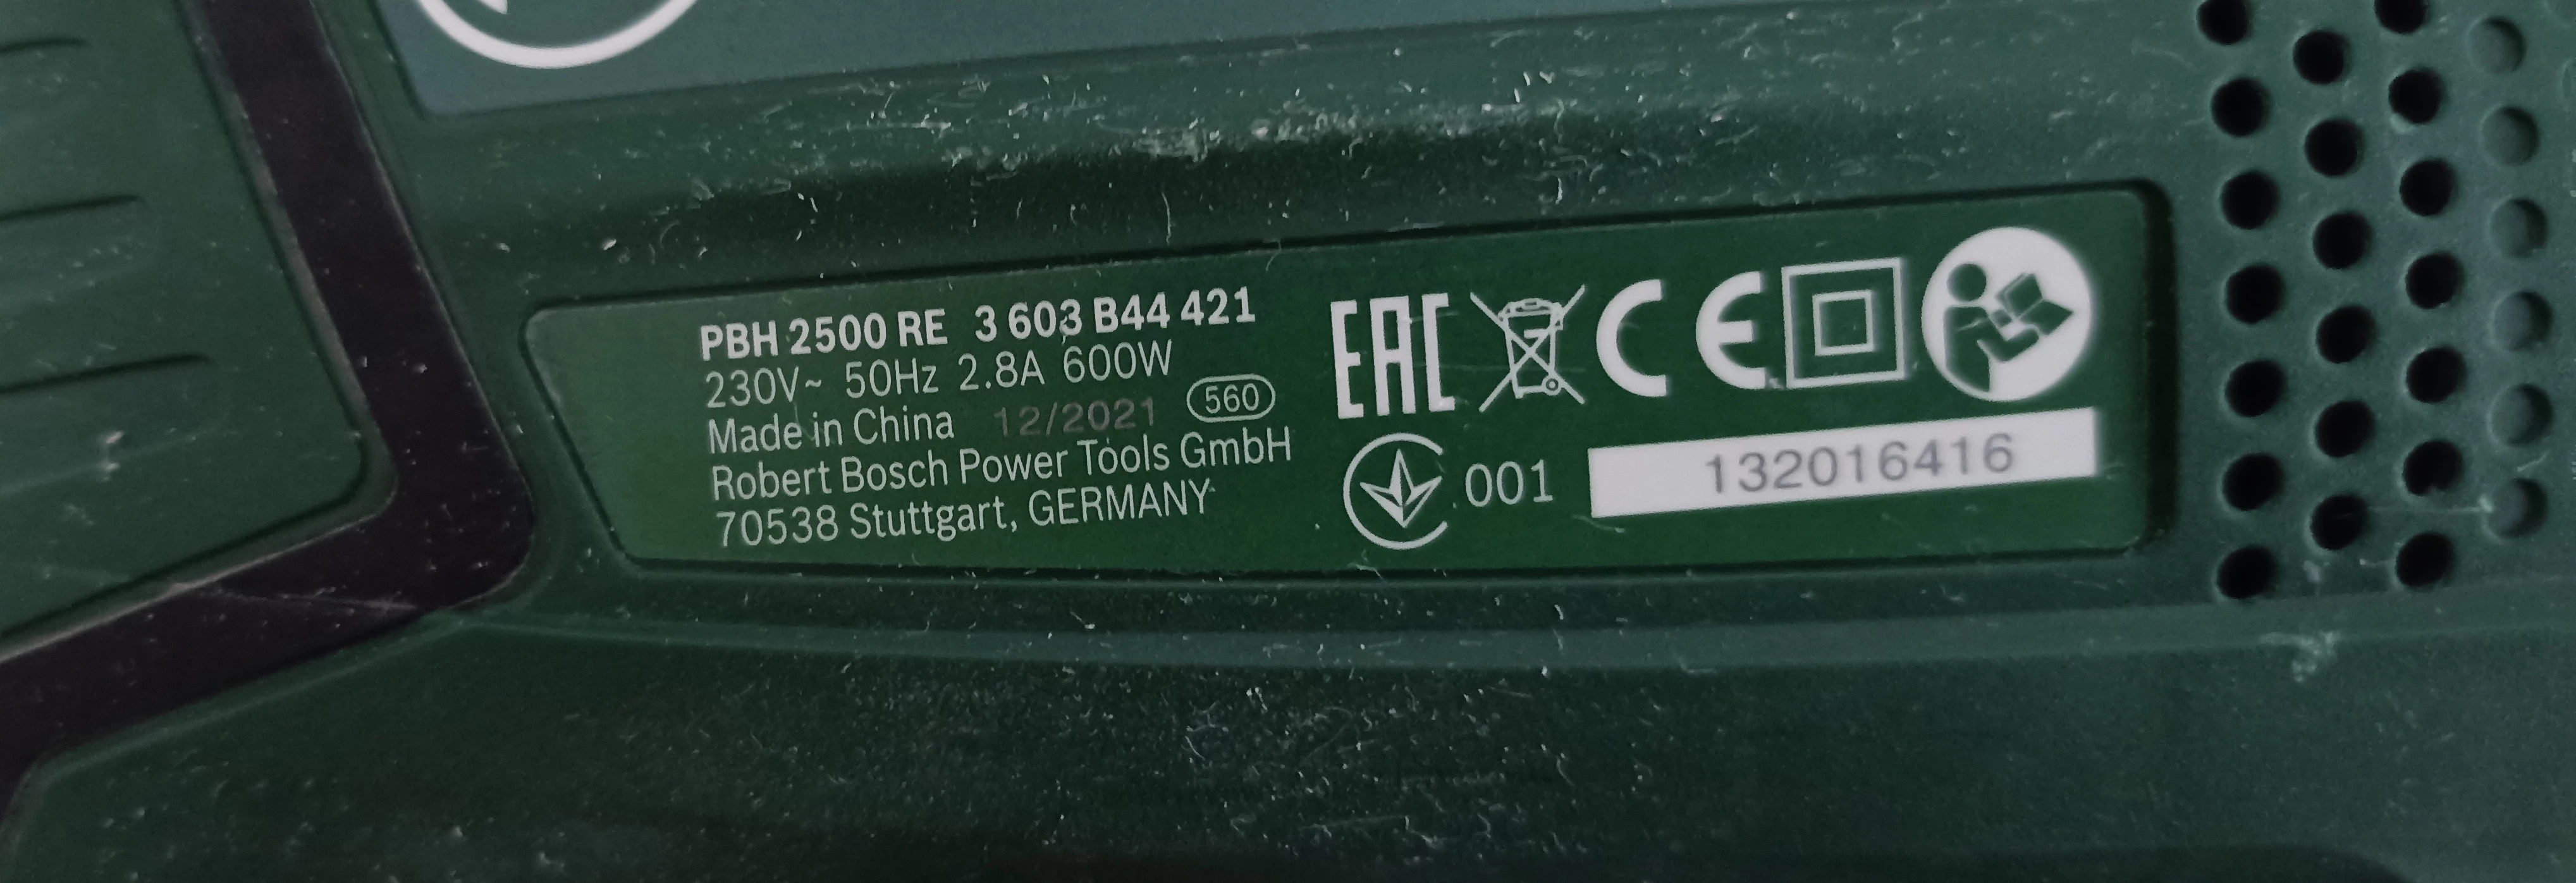 PBH 2500 RE 3 603 B44 421
230V~ 50Hz 2.8A 600W
Made in China 12/2021 560
Robert Bosch Power Tools GmbH
70538 Stuttgart, GERMANY
EAC CE
001 132016416